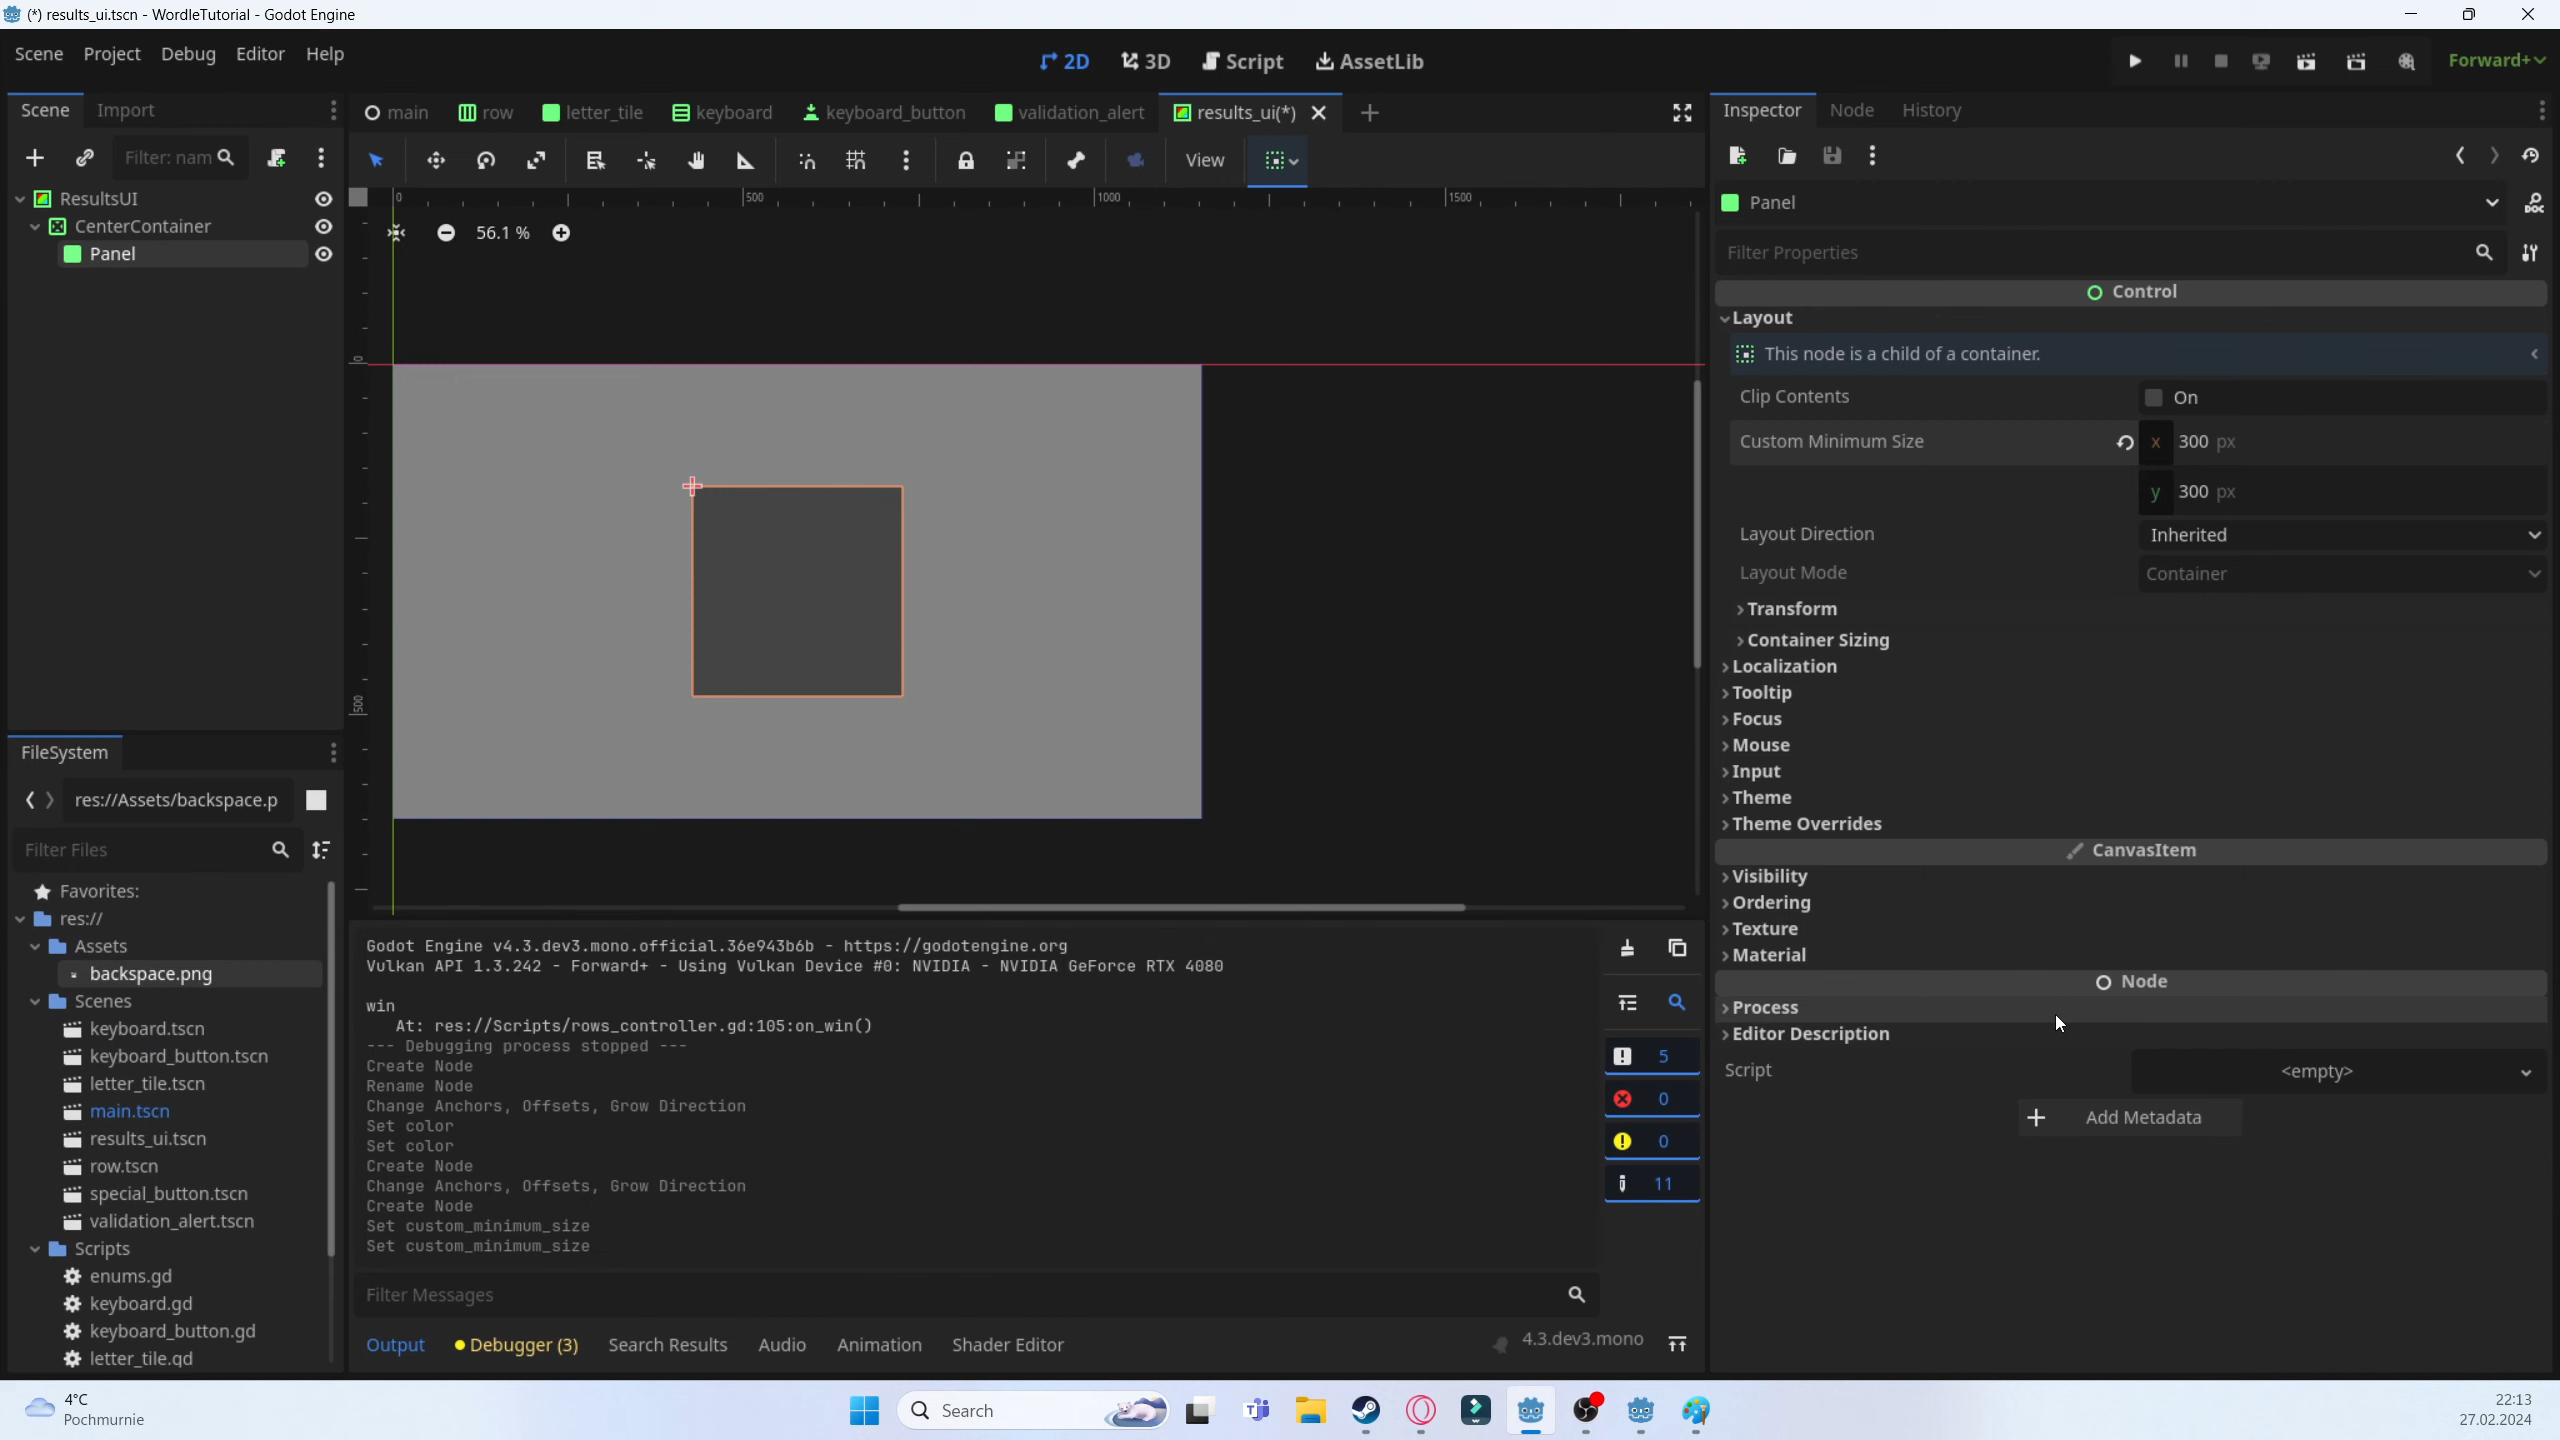 (*) results_ui.tscn - WordleTutorial - Godot Engine
Scene Project Debug Editor Help
2D 3D Script AssetLib
Forward+
Scene Import
main row letter_tile keyboard keyboard_button validation_alert results_ui(*)
Inspector Node History
Filter: nam
View
ResultsUI
CenterContainer
Panel
0 500 1000 1500
56.1 %
0
500
Panel
Filter Properties
Control
Layout
This node is a child of a container.
Clip Contents On
Custom Minimum Size x 300 px
y 300 px
Layout Direction Inherited
Layout Mode Container
Transform
Container Sizing
Localization
Tooltip
Focus
Mouse
Input
Theme
Theme Overrides
CanvasItem
Visibility
Ordering
Texture
Material
Node
Process
Editor Description
Script <empty>
Add Metadata
FileSystem
res://Assets/backspace.p
Filter Files
Favorites:
res://
Assets
backspace.png
Scenes
keyboard.tscn
keyboard_button.tscn
letter_tile.tscn
main.tscn
results_ui.tscn
row.tscn
special_button.tscn
validation_alert.tscn
Scripts
enums.gd
keyboard.gd
keyboard_button.gd
letter_tile.gd
Godot Engine v4.3.dev3.mono.official.36e943b6b - https://godotengine.org
Vulkan API 1.3.242 - Forward+ - Using Vulkan Device #0: NVIDIA - NVIDIA GeForce RTX 4080
win
At: res://Scripts/rows_controller.gd:105:on_win()
--- Debugging process stopped ---
Create Node
Rename Node
Change Anchors, Offsets, Grow Direction
Set color
Set color
Create Node
Change Anchors, Offsets, Grow Direction
Create Node
Set custom_minimum_size
Set custom_minimum_size
5
0
0
11
Filter Messages
Output Debugger (3) Search Results Audio Animation Shader Editor
4.3.dev3.mono
4°C
Pochmurnie
Search
22:13
27.02.2024